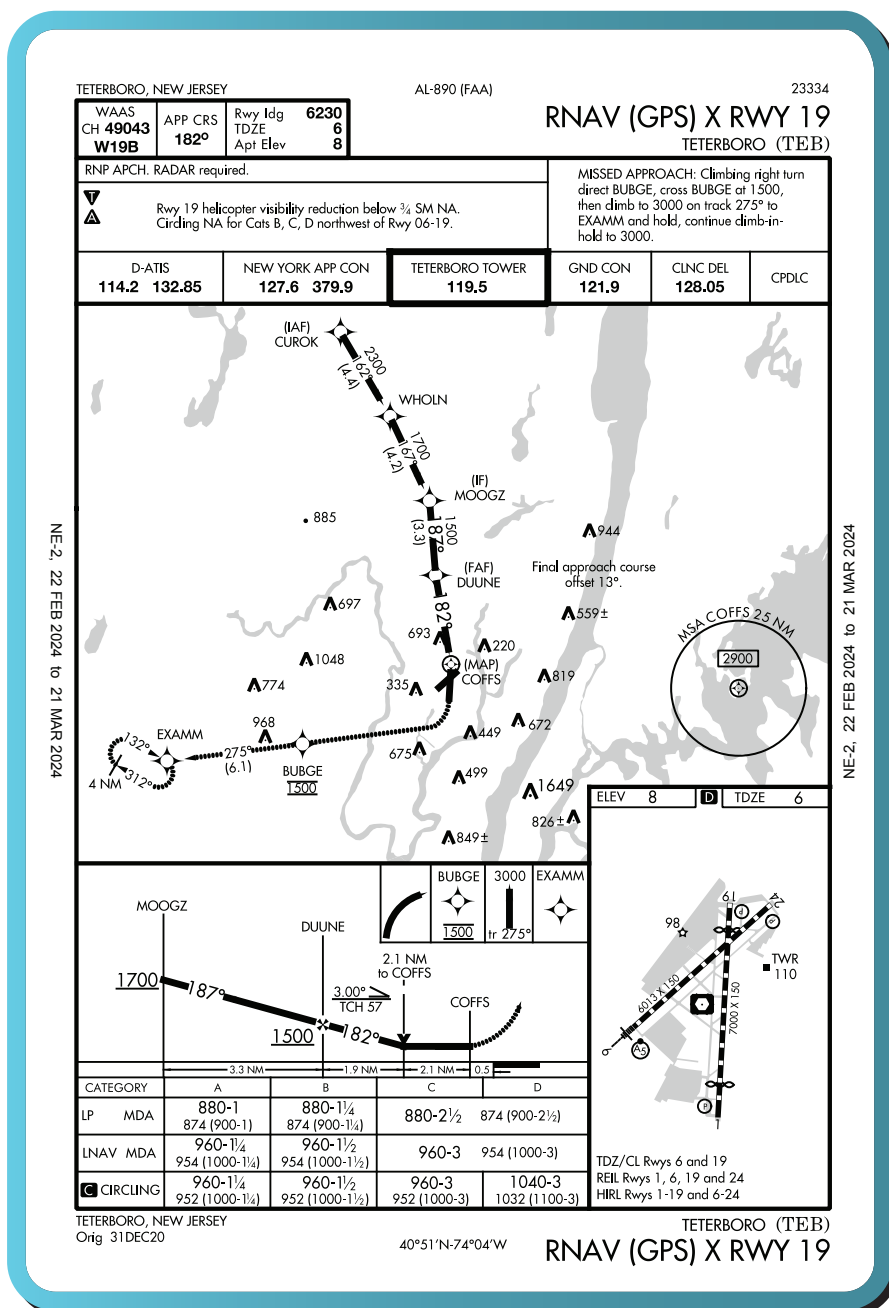 TETERBORO, NEW JERSEY
AL-890 (FAA)
23334
WAAS
CH 49043
W19B
APP CRS
182°
Rwy ldg 6230
TDZE 6
Apt Elev 8
RNAV (GPS) X RWY 19
TETERBORO (TEB)
RNP APCH. RADAR required.
T
A
Rwy 19 helicopter visibility reduction below ¾ SM NA.
Circling NA for Cats B, C, D northwest of Rwy 06-19.
MISSED APPROACH: Climbing right turn
direct BUBGE, cross BUBGE at 1500,
then climb to 3000 on track 275° to
EXAMM and hold, continue climb-in-
hold to 3000.
D-ATIS
114.2 132.85
NEW YORK APP CON
127.6 379.9
TETERBORO TOWER
119.5
GND CON
121.9
CLNC DEL
128.05
CPDLC
(IAF)
CUROK
2300
162°
(4.4)
WHOLN
1700
167°
(4.2)
(IF)
MOOGZ
1500
187°
(3.3)
885
944
(FAF)
DUUNE
Final approach course
offset 13°.
182°
697
559±
693
220
1048
(MAP)
COFFS
774
335
819
MSA COFFS 25 NM
2900
968
672
449
EXAMM
132°
275°
(6.1)
675
BUBGE
1500
312°
4 NM
499
1649
826±
849±
NE-2, 22 FEB 2024 to 21 MAR 2024
NE-2, 22 FEB 2024 to 21 MAR 2024
ELEV 8
D
TDZE 6
19
24
P
P
98
TWR
110
6013 X 150
7000 X 150
6
A5
P
1
TDZ/CL Rwys 6 and 19
REIL Rwys 1, 6, 19 and 24
HIRL Rwys 1-19 and 6-24
BUBGE
1500
3000
tr 275°
EXAMM
MOOGZ
DUUNE
2.1 NM
to COFFS
1700
187°
3.00°
TCH 57
COFFS
1500
182°
3.3 NM
1.9 NM
2.1 NM
0.5
CATEGORY A B C D
LP MDA
880-1
874 (900-1)
880-1¼
874 (900-1¼)
880-2½ 874 (900-2½)
LNAV MDA
960-1¼
954 (1000-1¼)
960-1½
954 (1000-1½)
960-3 954 (1000-3)
C CIRCLING
960-1¼
952 (1000-1¼)
960-1½
952 (1000-1½)
960-3
952 (1000-3)
1040-3
1032 (1100-3)
TETERBORO, NEW JERSEY
Orig 31DEC20
40°51'N-74°04'W
TETERBORO (TEB)
RNAV (GPS) X RWY 19